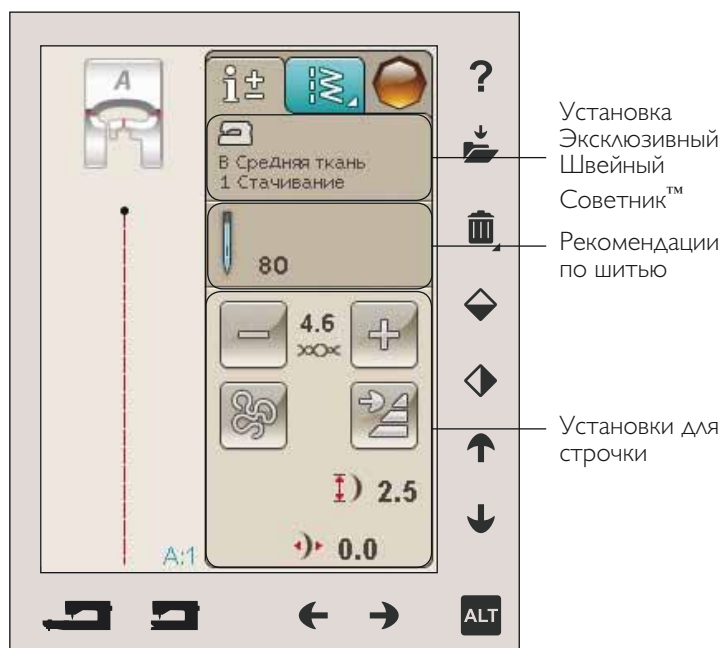 A
i±
?
B Средняя ткань
1 Стачивание
80
4.6
2.5
0.0
A:1
ALT
Установка
Эксклюзивный
Швейный
Советник™
Рекомендации
по шитью
Установки для
строчки